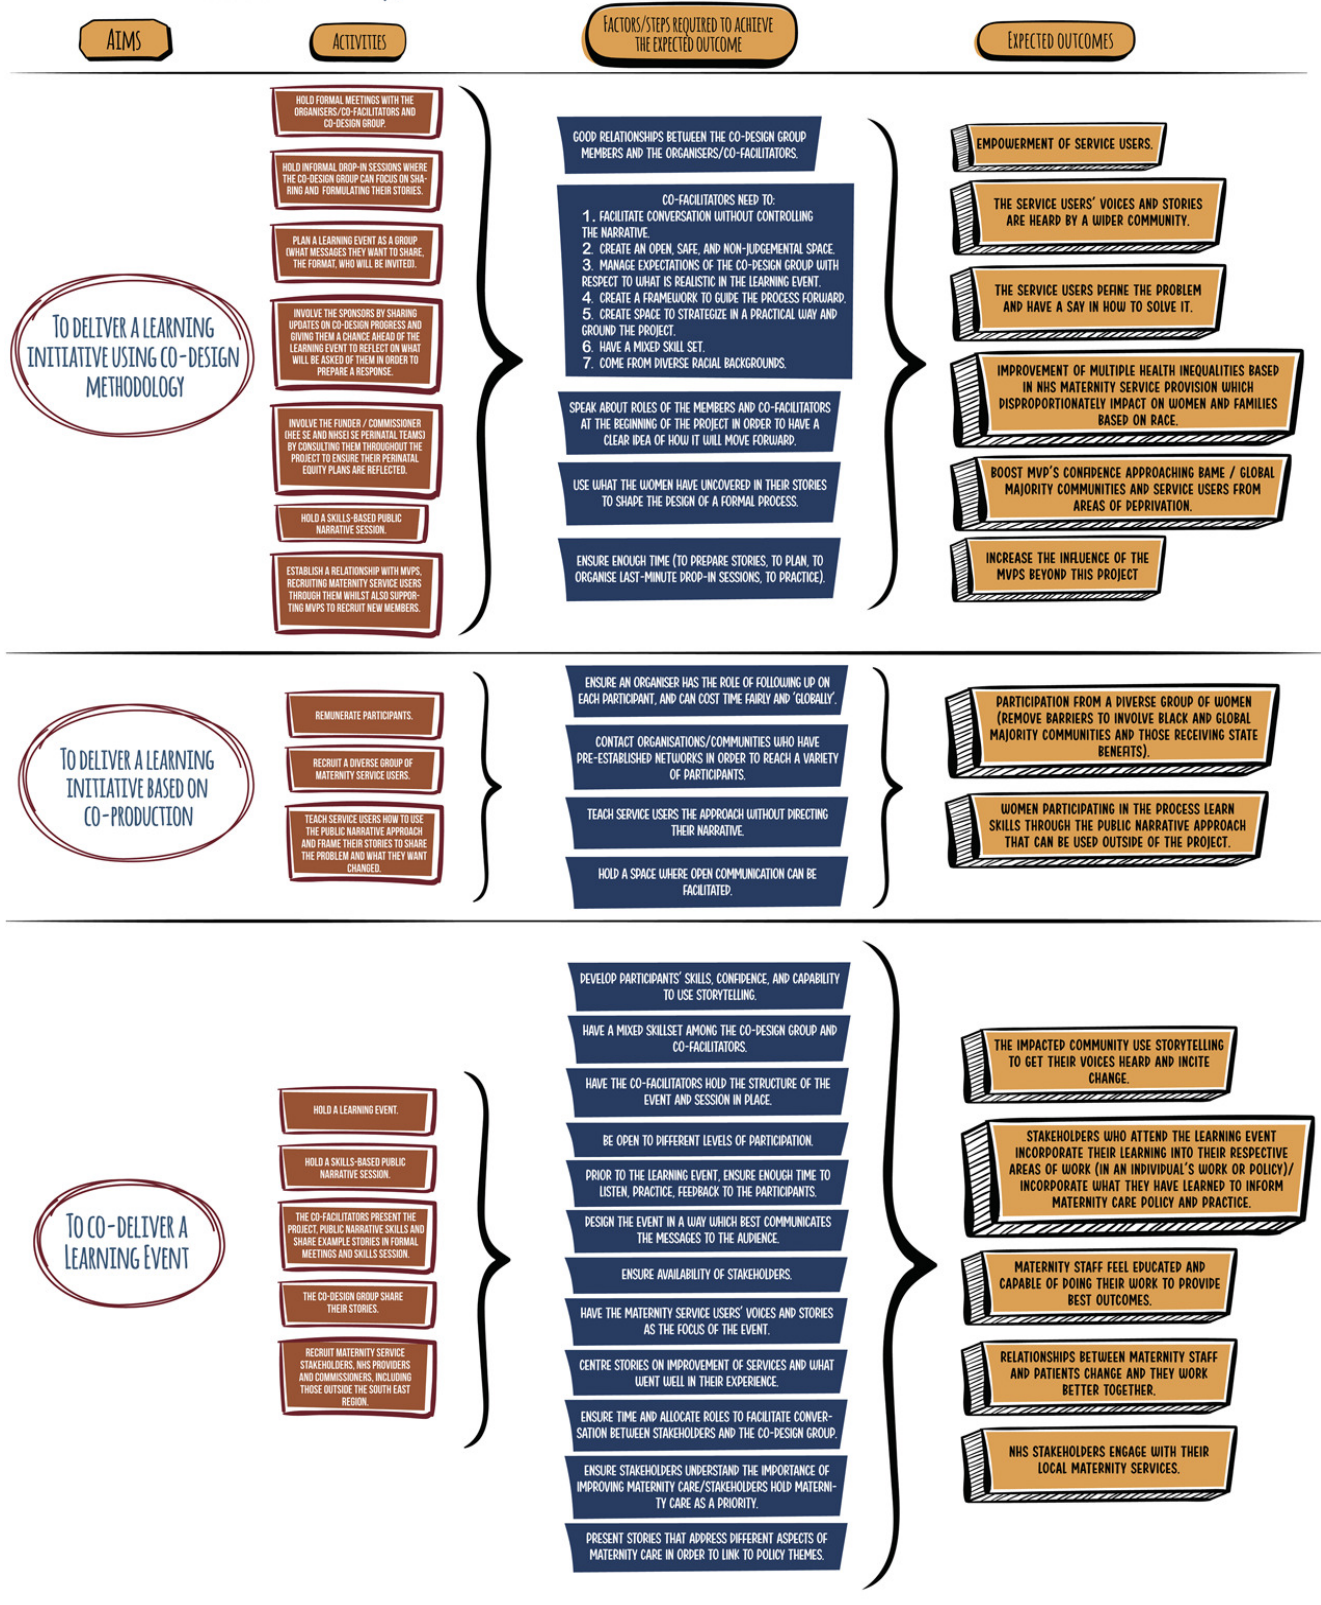 AIMS
ACTIVITIES
FACTORS/STEPS REQUIRED TO ACHIEVE
THE EXPECTED OUTCOME
EXPECTED OUTCOMES
TO DELIVER A LEARNING
INITIATIVE USING CO-DESIGN
METHODOLOGY
HOLD FORMAL MEETINGS WITH THE
ORGANISERS/CO-FACILITATORS AND
CO-DESIGN GROUP.
HOLD INFORMAL DROP-IN SESSIONS WHERE
THE CO-DESIGN GROUP CAN FOCUS ON SHA-
RING AND FORMULATING THEIR STORIES.
PLAN A LEARNING EVENT AS A GROUP
(WHAT MESSAGES THEY WANT TO SHARE,
THE FORMAT, WHO WILL BE INVITED).
INVOLVE THE SPONSORS BY SHARING
UPDATES ON CO-DESIGN PROGRESS AND
GIVING THEM A CHANCE AHEAD OF THE
LEARNING EVENT TO REFLECT ON WHAT
WILL BE ASKED OF THEM IN ORDER TO
PREPARE A RESPONSE.
INVOLVE THE FUNDER / COMMISSIONER
(HEE SE AND NHSEI SE PERINATAL TEAMS)
BY CONSULTING THEM THROUGHOUT THE
PROJECT TO ENSURE THEIR PERINATAL
EQUITY PLANS ARE REFLECTED.
HOLD A SKILLS-BASED PUBLIC
NARRATIVE SESSION.
ESTABLISH A RELATIONSHIP WITH MVPS,
RECRUITING MATERNITY SERVICE USERS
THROUGH THEM WHILST ALSO SUPPOR-
TING MVPS TO RECRUIT NEW MEMBERS.
GOOD RELATIONSHIPS BETWEEN THE CO-DESIGN GROUP
MEMBERS AND THE ORGANISERS/CO-FACILITATORS.
CO-FACILITATORS NEED TO:
1. FACILITATE CONVERSATION WITHOUT CONTROLLING
THE NARRATIVE.
2. CREATE AN OPEN, SAFE, AND NON-JUDGEMENTAL SPACE.
3. MANAGE EXPECTATIONS OF THE CO-DESIGN GROUP WITH
RESPECT TO WHAT IS REALISTIC IN THE LEARNING EVENT.
4. CREATE A FRAMEWORK TO GUIDE THE PROCESS FORWARD.
5. CREATE SPACE TO STRATEGIZE IN A PRACTICAL WAY AND
GROUND THE PROJECT.
6. HAVE A MIXED SKILL SET.
7. COME FROM DIVERSE RACIAL BACKGROUNDS.
SPEAK ABOUT ROLES OF THE MEMBERS AND CO-FACILITATORS
AT THE BEGINNING OF THE PROJECT IN ORDER TO HAVE A
CLEAR IDEA OF HOW IT WILL MOVE FORWARD.
USE WHAT THE WOMEN HAVE UNCOVERED IN THEIR STORIES
TO SHAPE THE DESIGN OF A FORMAL PROCESS.
ENSURE ENOUGH TIME (TO PREPARE STORIES, TO PLAN, TO
ORGANISE LAST-MINUTE DROP-IN SESSIONS, TO PRACTICE).
EMPOWERMENT OF SERVICE USERS.
THE SERVICE USERS' VOICES AND STORIES
ARE HEARD BY A WIDER COMMUNITY.
THE SERVICE USERS DEFINE THE PROBLEM
AND HAVE A SAY IN HOW TO SOLVE IT.
IMPROVEMENT OF MULTIPLE HEALTH INEQUALITIES BASED
IN NHS MATERNITY SERVICE PROVISION WHICH
DISPROPORTIONATELY IMPACT ON WOMEN AND FAMILIES
BASED ON RACE.
BOOST MVP'S CONFIDENCE APPROACHING BAME / GLOBAL
MAJORITY COMMUNITIES AND SERVICE USERS FROM
AREAS OF DEPRIVATION.
INCREASE THE INFLUENCE OF THE
MVPS BEYOND THIS PROJECT
TO DELIVER A LEARNING
INITIATIVE BASED ON
CO-PRODUCTION
REMUNERATE PARTICIPANTS.
RECRUIT A DIVERSE GROUP OF
MATERNITY SERVICE USERS.
TEACH SERVICE USERS HOW TO USE
THE PUBLIC NARRATIVE APPROACH
AND FRAME THEIR STORIES TO SHARE
THE PROBLEM AND WHAT THEY WANT
CHANGED.
ENSURE AN ORGANISER HAS THE ROLE OF FOLLOWING UP ON
EACH PARTICIPANT, AND CAN COST TIME FAIRLY AND 'GLOBALLY'.
CONTACT ORGANISATIONS/COMMUNITIES WHO HAVE
PRE-ESTABLISHED NETWORKS IN ORDER TO REACH A VARIETY
OF PARTICIPANTS.
TEACH SERVICE USERS THE APPROACH WITHOUT DIRECTING
THEIR NARRATIVE.
HOLD A SPACE WHERE OPEN COMMUNICATION CAN BE
FACILITATED.
PARTICIPATION FROM A DIVERSE GROUP OF WOMEN
(REMOVE BARRIERS TO INVOLVE BLACK AND GLOBAL
MAJORITY COMMUNITIES AND THOSE RECEIVING STATE
BENEFITS).
WOMEN PARTICIPATING IN THE PROCESS LEARN
SKILLS THROUGH THE PUBLIC NARRATIVE APPROACH
THAT CAN BE USED OUTSIDE OF THE PROJECT.
TO CO-DELIVER A
LEARNING EVENT
HOLD A LEARNING EVENT.
HOLD A SKILLS-BASED PUBLIC
NARRATIVE SESSION.
THE CO-FACILITATORS PRESENT THE
PROJECT, PUBLIC NARRATIVE SKILLS AND
SHARE EXAMPLE STORIES IN FORMAL
MEETINGS AND SKILLS SESSION.
THE CO-DESIGN GROUP SHARE
THEIR STORIES.
RECRUIT MATERNITY SERVICE
STAKEHOLDERS, NHS PROVIDERS
AND COMMISSIONERS, INCLUDING
THOSE OUTSIDE THE SOUTH EAST
REGION.
DEVELOP PARTICIPANTS' SKILLS, CONFIDENCE, AND CAPABILITY
TO USE STORYTELLING.
HAVE A MIXED SKILLSET AMONG THE CO-DESIGN GROUP AND
CO-FACILITATORS.
HAVE THE CO-FACILITATORS HOLD THE STRUCTURE OF THE
EVENT AND SESSION IN PLACE.
BE OPEN TO DIFFERENT LEVELS OF PARTICIPATION.
PRIOR TO THE LEARNING EVENT, ENSURE ENOUGH TIME TO
LISTEN, PRACTICE, FEEDBACK TO THE PARTICIPANTS.
DESIGN THE EVENT IN A WAY WHICH BEST COMMUNICATES
THE MESSAGES TO THE AUDIENCE.
ENSURE AVAILABILITY OF STAKEHOLDERS.
HAVE THE MATERNITY SERVICE USERS' VOICES AND STORIES
AS THE FOCUS OF THE EVENT.
CENTRE STORIES ON IMPROVEMENT OF SERVICES AND WHAT
WENT WELL IN THEIR EXPERIENCE.
ENSURE TIME AND ALLOCATE ROLES TO FACILITATE CONVER-
SATION BETWEEN STAKEHOLDERS AND THE CO-DESIGN GROUP.
ENSURE STAKEHOLDERS UNDERSTAND THE IMPORTANCE OF
IMPROVING MATERNITY CARE/STAKEHOLDERS HOLD MATERNI-
TY CARE AS A PRIORITY.
PRESENT STORIES THAT ADDRESS DIFFERENT ASPECTS OF
MATERNITY CARE IN ORDER TO LINK TO POLICY THEMES.
THE IMPACTED COMMUNITY USE STORYTELLING
TO GET THEIR VOICES HEARD AND INCITE
CHANGE.
STAKEHOLDERS WHO ATTEND THE LEARNING EVENT
INCORPORATE THEIR LEARNING INTO THEIR RESPECTIVE
AREAS OF WORK (IN AN INDIVIDUAL'S WORK OR POLICY)/
INCORPORATE WHAT THEY HAVE LEARNED TO INFORM
MATERNITY CARE POLICY AND PRACTICE.
MATERNITY STAFF FEEL EDUCATED AND
CAPABLE OF DOING THEIR WORK TO PROVIDE
BEST OUTCOMES.
RELATIONSHIPS BETWEEN MATERNITY STAFF
AND PATIENTS CHANGE AND THEY WORK
BETTER TOGETHER.
NHS STAKEHOLDERS ENGAGE WITH THEIR
LOCAL MATERNITY SERVICES.